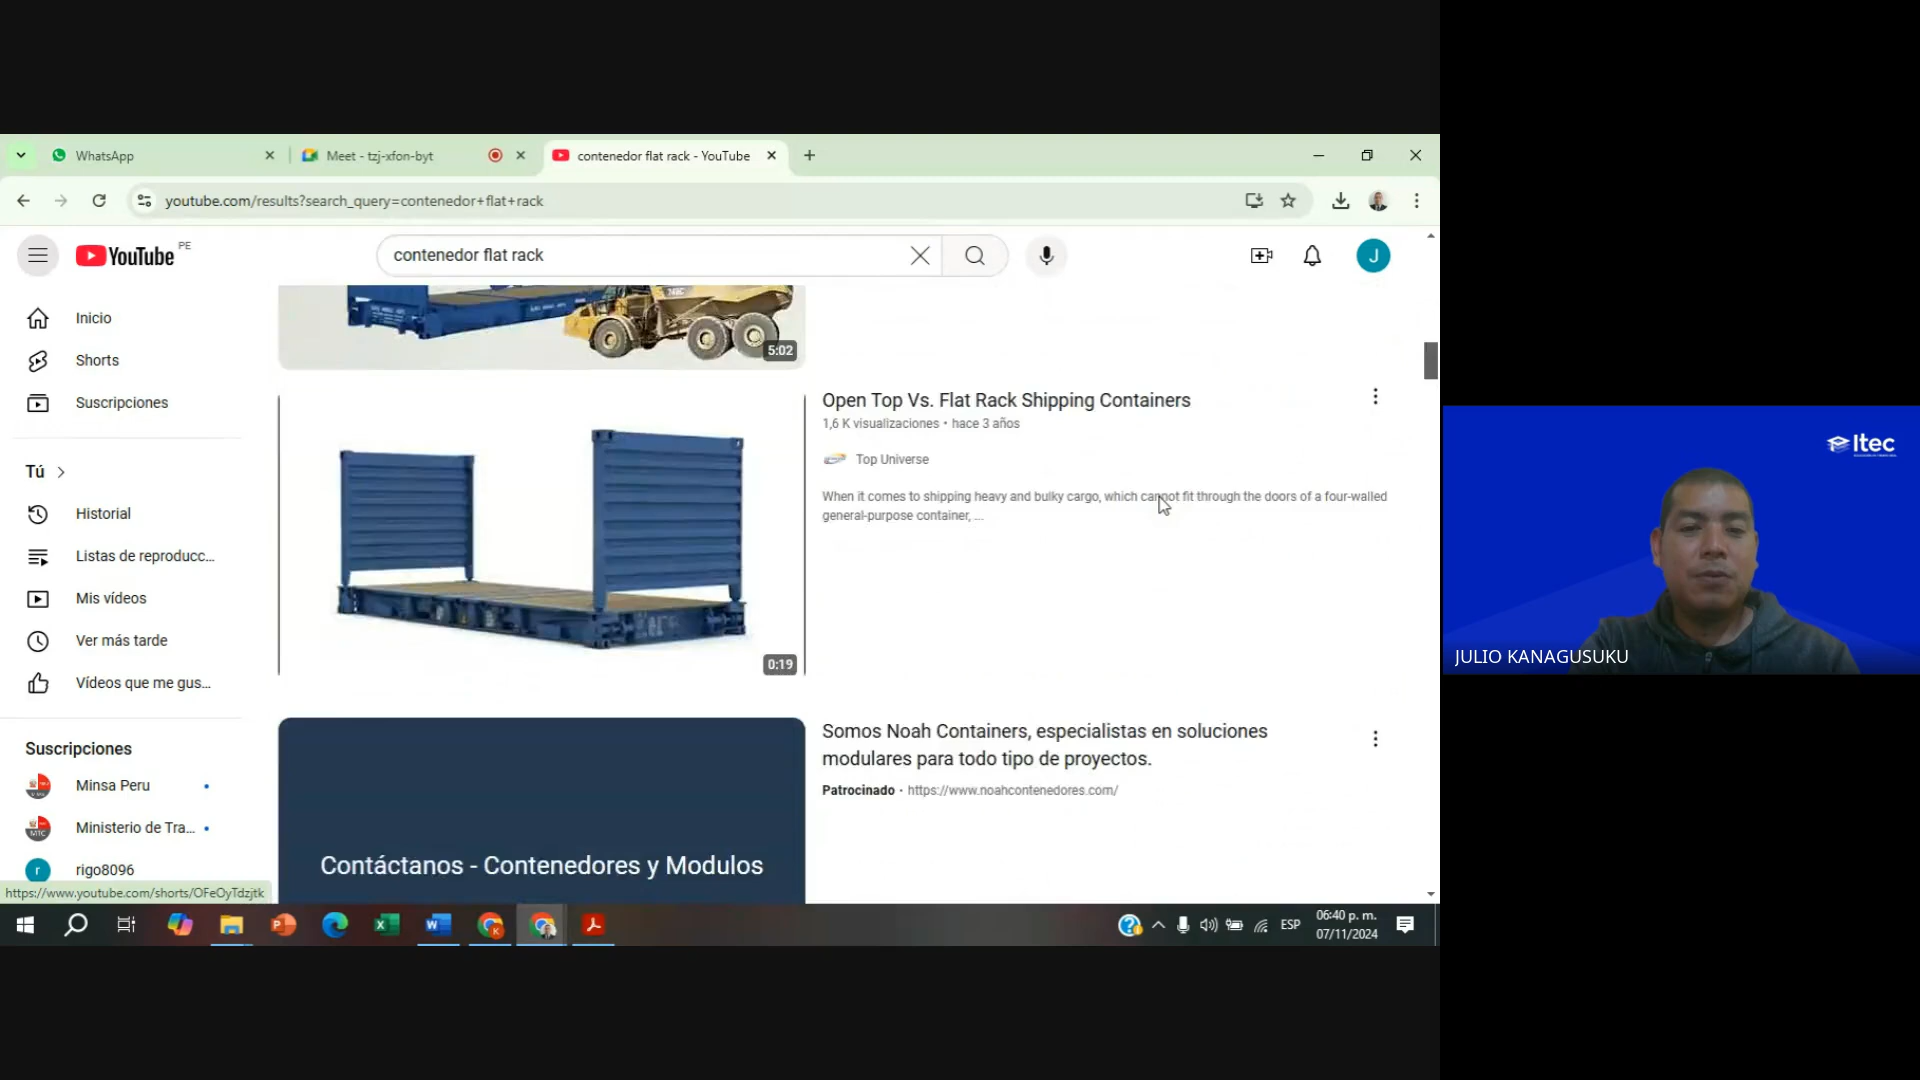 WhatsApp
Meet - tzj-xfon-byt
contenedor flat rack - YouTube
youtube.com/results?search_query=contenedor+flat+rack
YouTube PE
contenedor flat rack
J
Inicio
Shorts
Suscripciones
Tú
Historial
Listas de reproducc...
Mis vídeos
Ver más tarde
Vídeos que me gus...
Suscripciones
Minsa Peru
Ministerio de Tra...
r
rigo8096
https://www.youtube.com/shorts/OFeOyTdzjtk
5:02
0:19
Open Top Vs. Flat Rack Shipping Containers
1,6 K visualizaciones • hace 3 años
Top Universe
When it comes to shipping heavy and bulky cargo, which cannot fit through the doors of a four-walled
general-purpose container, ...
Contáctanos - Contenedores y Modulos
Somos Noah Containers, especialistas en soluciones
modulares para todo tipo de proyectos.
Patrocinado • https://www.noahcontenedores.com/
ESP
06:40 p. m.
07/11/2024
Itec
JULIO KANAGUSUKU